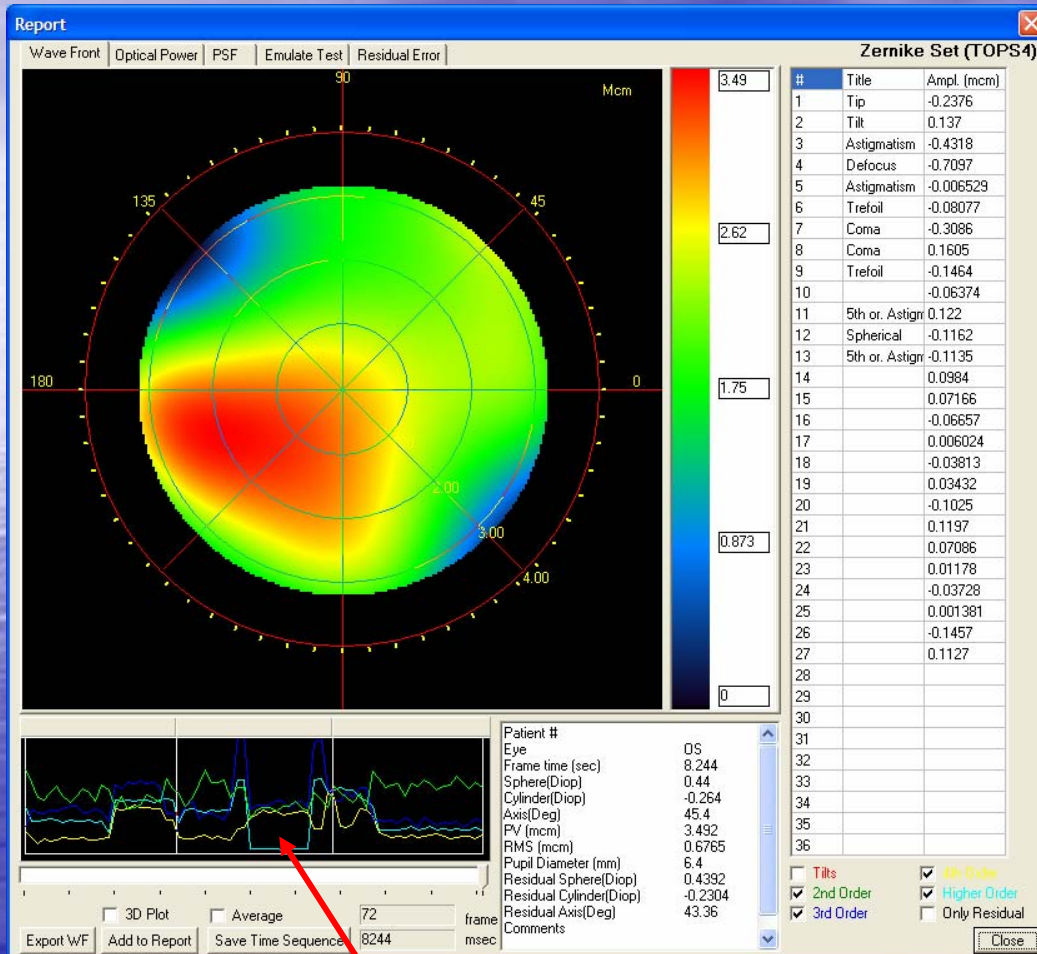 Report
Wave Front Optical Power PSF Emulate Test Residual Error
Zernike Set (TOPS4)
90
Mcm
135
45
180
0
2.00
3.00
4.00
3.49
2.62
1.75
0.873
0
# Title Ampl. (mcm)
1 Tip -0.2376
2 Tilt 0.137
3 Astigmatism -0.4318
4 Defocus -0.7097
5 Astigmatism -0.006529
6 Trefoil -0.08077
7 Coma -0.3086
8 Coma 0.1605
9 Trefoil -0.1464
10 -0.06374
11 5th or. Astigr 0.122
12 Spherical -0.1162
13 5th or. Astigr -0.1135
14 0.0984
15 0.07166
16 -0.06657
17 0.006024
18 -0.03813
19 0.03432
20 -0.1025
21 0.1197
22 0.07086
23 0.01178
24 -0.03728
25 0.001381
26 -0.1457
27 0.1127
28
29
30
31
32
33
34
35
36
Patient #
Eye OS
Frame time (sec) 8.244
Sphere(Diop) 0.44
Cylinder(Diop) -0.264
Axis(Deg) 45.4
PV (mcm) 3.492
RMS (mcm) 0.6765
Pupil Diameter (mm) 6.4
Residual Sphere(Diop) 0.4392
Residual Cylinder(Diop) -0.2304
Residual Axis(Deg) 43.36
Comments
3D Plot Average 72 frame
Export WF Add to Report Save Time Sequence 8244 msec
Tilts 4th Order
2nd Order Higher Order
3rd Order Only Residual
Close